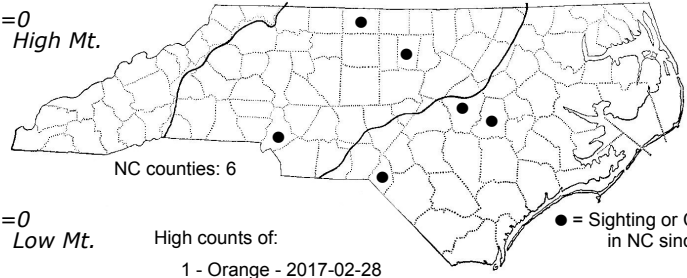 =0
High Mt.
NC counties: 6
=0
Low Mt.
High counts of:
1 - Orange - 2017-02-28
● = Sighting or
in NC sinc